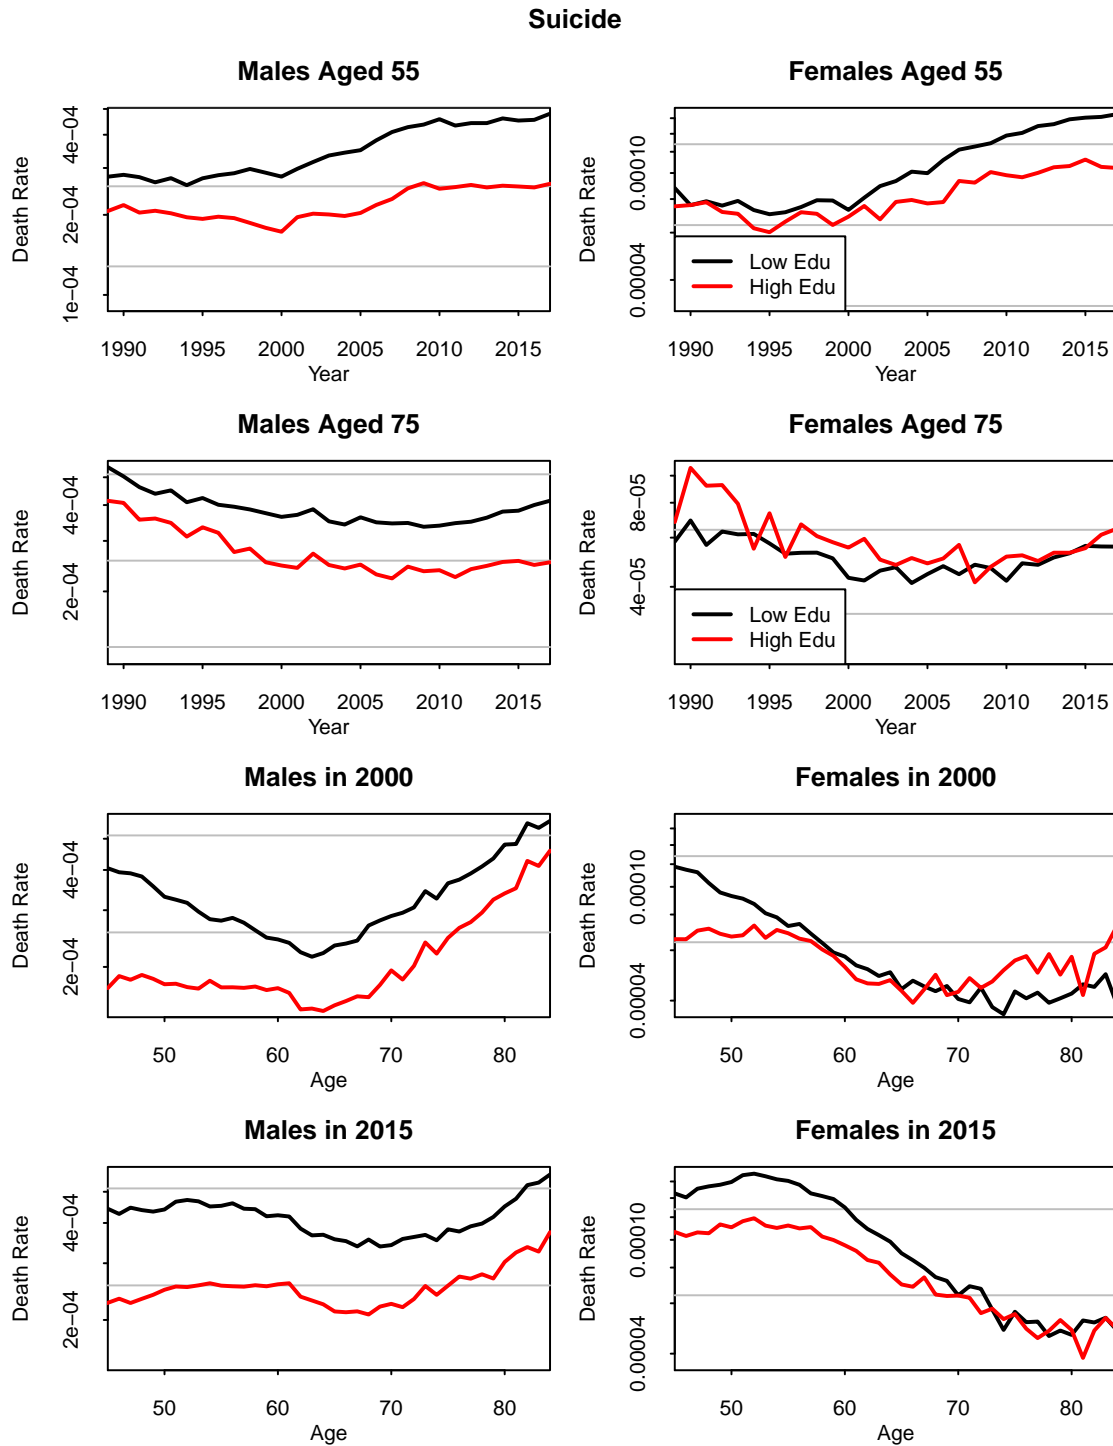 Suicide
Males Aged 55
Death Rate
1e−04 2e−04 4e−04
1990 1995 2000 2005 2010 2015
Year
Females Aged 55
Death Rate
0.00004 0.00010
Low Edu
High Edu
1990 1995 2000 2005 2010 2015
Year
Males Aged 75
Death Rate
2e−04 4e−04
1990 1995 2000 2005 2010 2015
Year
Females Aged 75
Death Rate
4e−05 8e−05
Low Edu
High Edu
1990 1995 2000 2005 2010 2015
Year
Males in 2000
Death Rate
2e−04 4e−04
50 60 70 80
Age
Females in 2000
Death Rate
0.00004 0.00010
50 60 70 80
Age
Males in 2015
Death Rate
2e−04 4e−04
50 60 70 80
Age
Females in 2015
Death Rate
0.00004 0.00010
50 60 70 80
Age